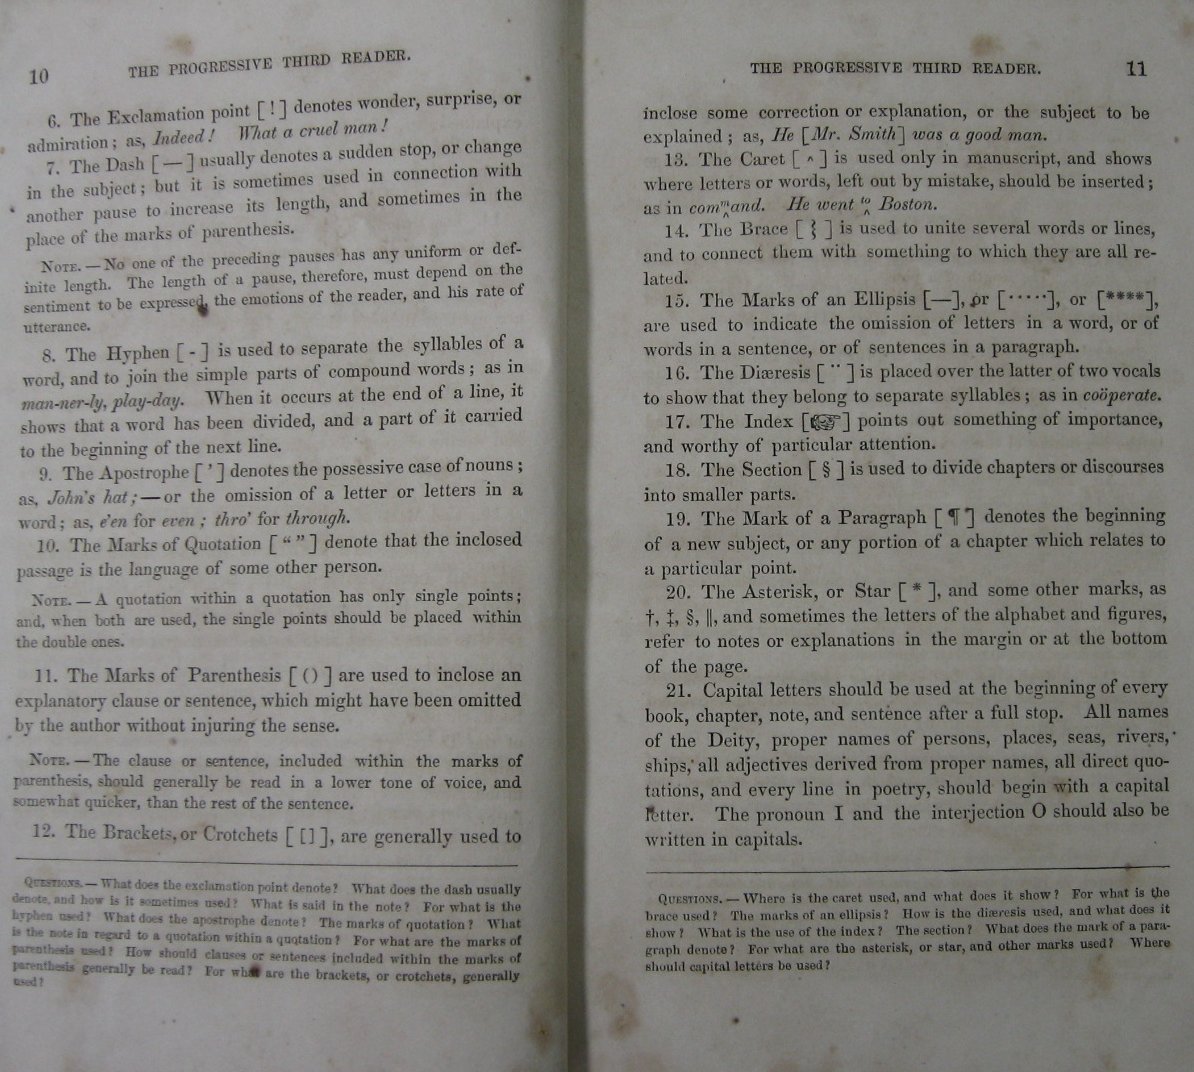 10 THE PROGRESSIVE THIRD READER.
6. The Exclamation point [ ! ] denotes wonder, surprise, or
admiration ; as, Indeed ! What a cruel man !
7. The Dash [ — ] usually denotes a sudden stop, or change
in the subject ; but it is sometimes used in connection with
another pause to increase its length, and sometimes in the
place of the marks of parenthesis.
NOTE. — No one of the preceding pauses has any uniform or def-
inite length. The length of a pause, therefore, must depend on the
sentiment to be expressed, the emotions of the reader, and his rate of
utterance.
8. The Hyphen [ - ] is used to separate the syllables of a
word, and to join the simple parts of compound words ; as in
man-ner-ly, play-day. When it occurs at the end of a line, it
shows that a word has been divided, and a part of it carried
to the beginning of the next line.
9. The Apostrophe [ ’ ] denotes the possessive case of nouns ;
as, John's hat ; — or the omission of a letter or letters in a
word ; as, e'en for even ; thro' for through.
10. The Marks of Quotation [ “ ” ] denote that the inclosed
passage is the language of some other person.
NOTE. — A quotation within a quotation has only single points ;
and, when both are used, the single points should be placed within
the double ones.
11. The Marks of Parenthesis [ () ] are used to inclose an
explanatory clause or sentence, which might have been omitted
by the author without injuring the sense.
NOTE. — The clause or sentence, included within the marks of
parenthesis, should generally be read in a lower tone of voice, and
somewhat quicker, than the rest of the sentence.
12. The Brackets, or Crotchets [ [] ], are generally used to
QUESTIONS. — What does the exclamation point denote ? What does the dash usually
denote, and how is it sometimes used ? What is said in the note ? For what is the
hyphen used ? What does the apostrophe denote ? The marks of quotation ? What
is the note in regard to a quotation within a quotation ? For what are the marks of
parenthesis used ? How should clauses or sentences included within the marks of
parenthesis generally be read ? For what are the brackets, or crotchets, generally
used ?
THE PROGRESSIVE THIRD READER. 11
inclose some correction or explanation, or the subject to be
explained ; as, He [Mr. Smith] was a good man.
13. The Caret [ ‸ ] is used only in manuscript, and shows
where letters or words, left out by mistake, should be inserted ;
as in com‸mand. He went ‸to Boston.
14. The Brace [ } ] is used to unite several words or lines,
and to connect them with something to which they are all re-
lated.
15. The Marks of an Ellipsis [—], or [·····], or [****],
are used to indicate the omission of letters in a word, or of
words in a sentence, or of sentences in a paragraph.
16. The Diæresis [ ¨ ] is placed over the latter of two vocals
to show that they belong to separate syllables ; as in coöperate.
17. The Index [☞] points out something of importance,
and worthy of particular attention.
18. The Section [ § ] is used to divide chapters or discourses
into smaller parts.
19. The Mark of a Paragraph [ ¶ ] denotes the beginning
of a new subject, or any portion of a chapter which relates to
a particular point.
20. The Asterisk, or Star [ * ], and some other marks, as
†, ‡, §, ||, and sometimes the letters of the alphabet and figures,
refer to notes or explanations in the margin or at the bottom
of the page.
21. Capital letters should be used at the beginning of every
book, chapter, note, and sentence after a full stop. All names
of the Deity, proper names of persons, places, seas, rivers,
ships, all adjectives derived from proper names, all direct quo-
tations, and every line in poetry, should begin with a capital
letter. The pronoun I and the interjection O should also be
written in capitals.
QUESTIONS. — Where is the caret used, and what does it show ? For what is the
brace used ? The marks of an ellipsis ? How is the diæresis used, and what does it
show ? What is the use of the index ? The section ? What does the mark of a para-
graph denote ? For what are the asterisk, or star, and other marks used ? Where
should capital letters be used ?